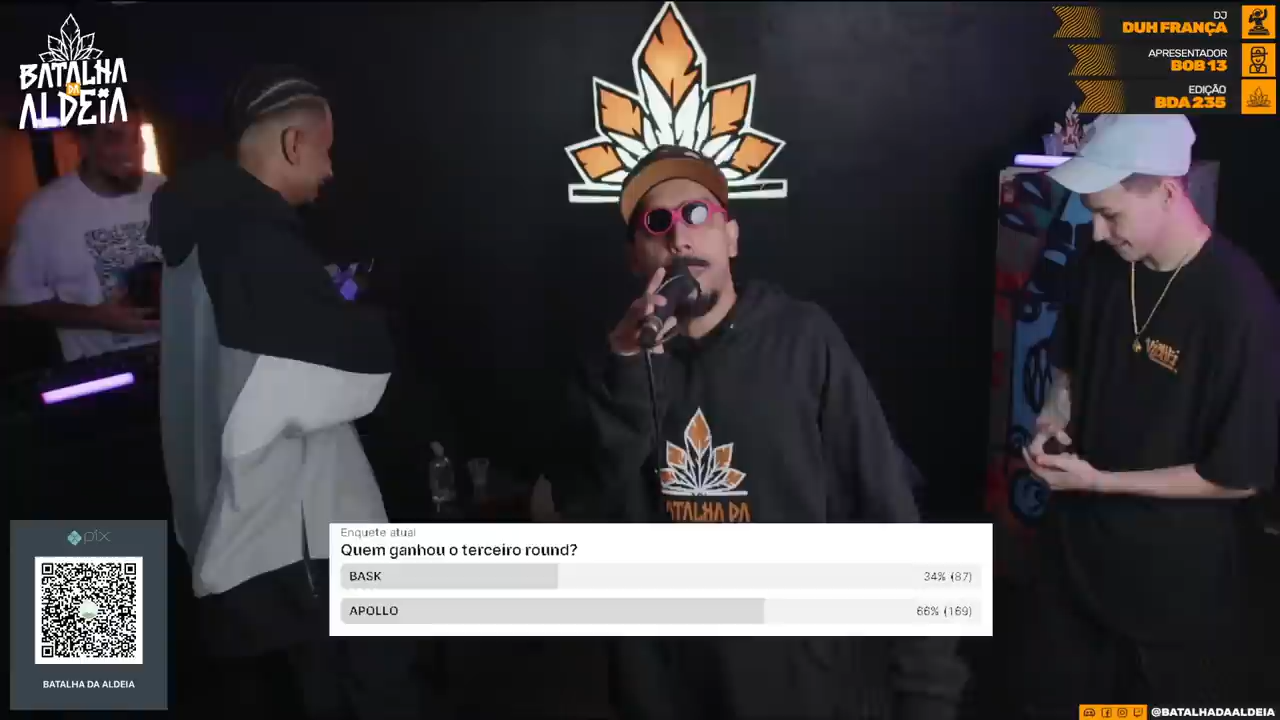 BATALHA
DA
ALDEIA
DJ
DUH FRANÇA
APRESENTADOR
BOB 13
EDIÇÃO
BDA 235
BATALHA DA
pix
BATALHA DA ALDEIA
Enquete atual
Quem ganhou o terceiro round?
BASK 34% (87)
APOLLO 66% (169)
@BATALHADAALDEIA